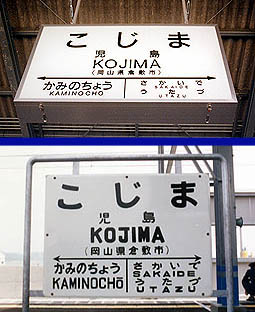 こじま
児島
KOJIMA
(岡山県倉敷市)
かみのちょう
KAMINOCHO
さかいで
SAKAIDE
うたづ
UTAZU
こじま
児島
KOJIMA
(岡山県倉敷市)
かみのちょう
KAMINOCHŌ
さかいで
SAKAIDE
うたづ
UTAZU